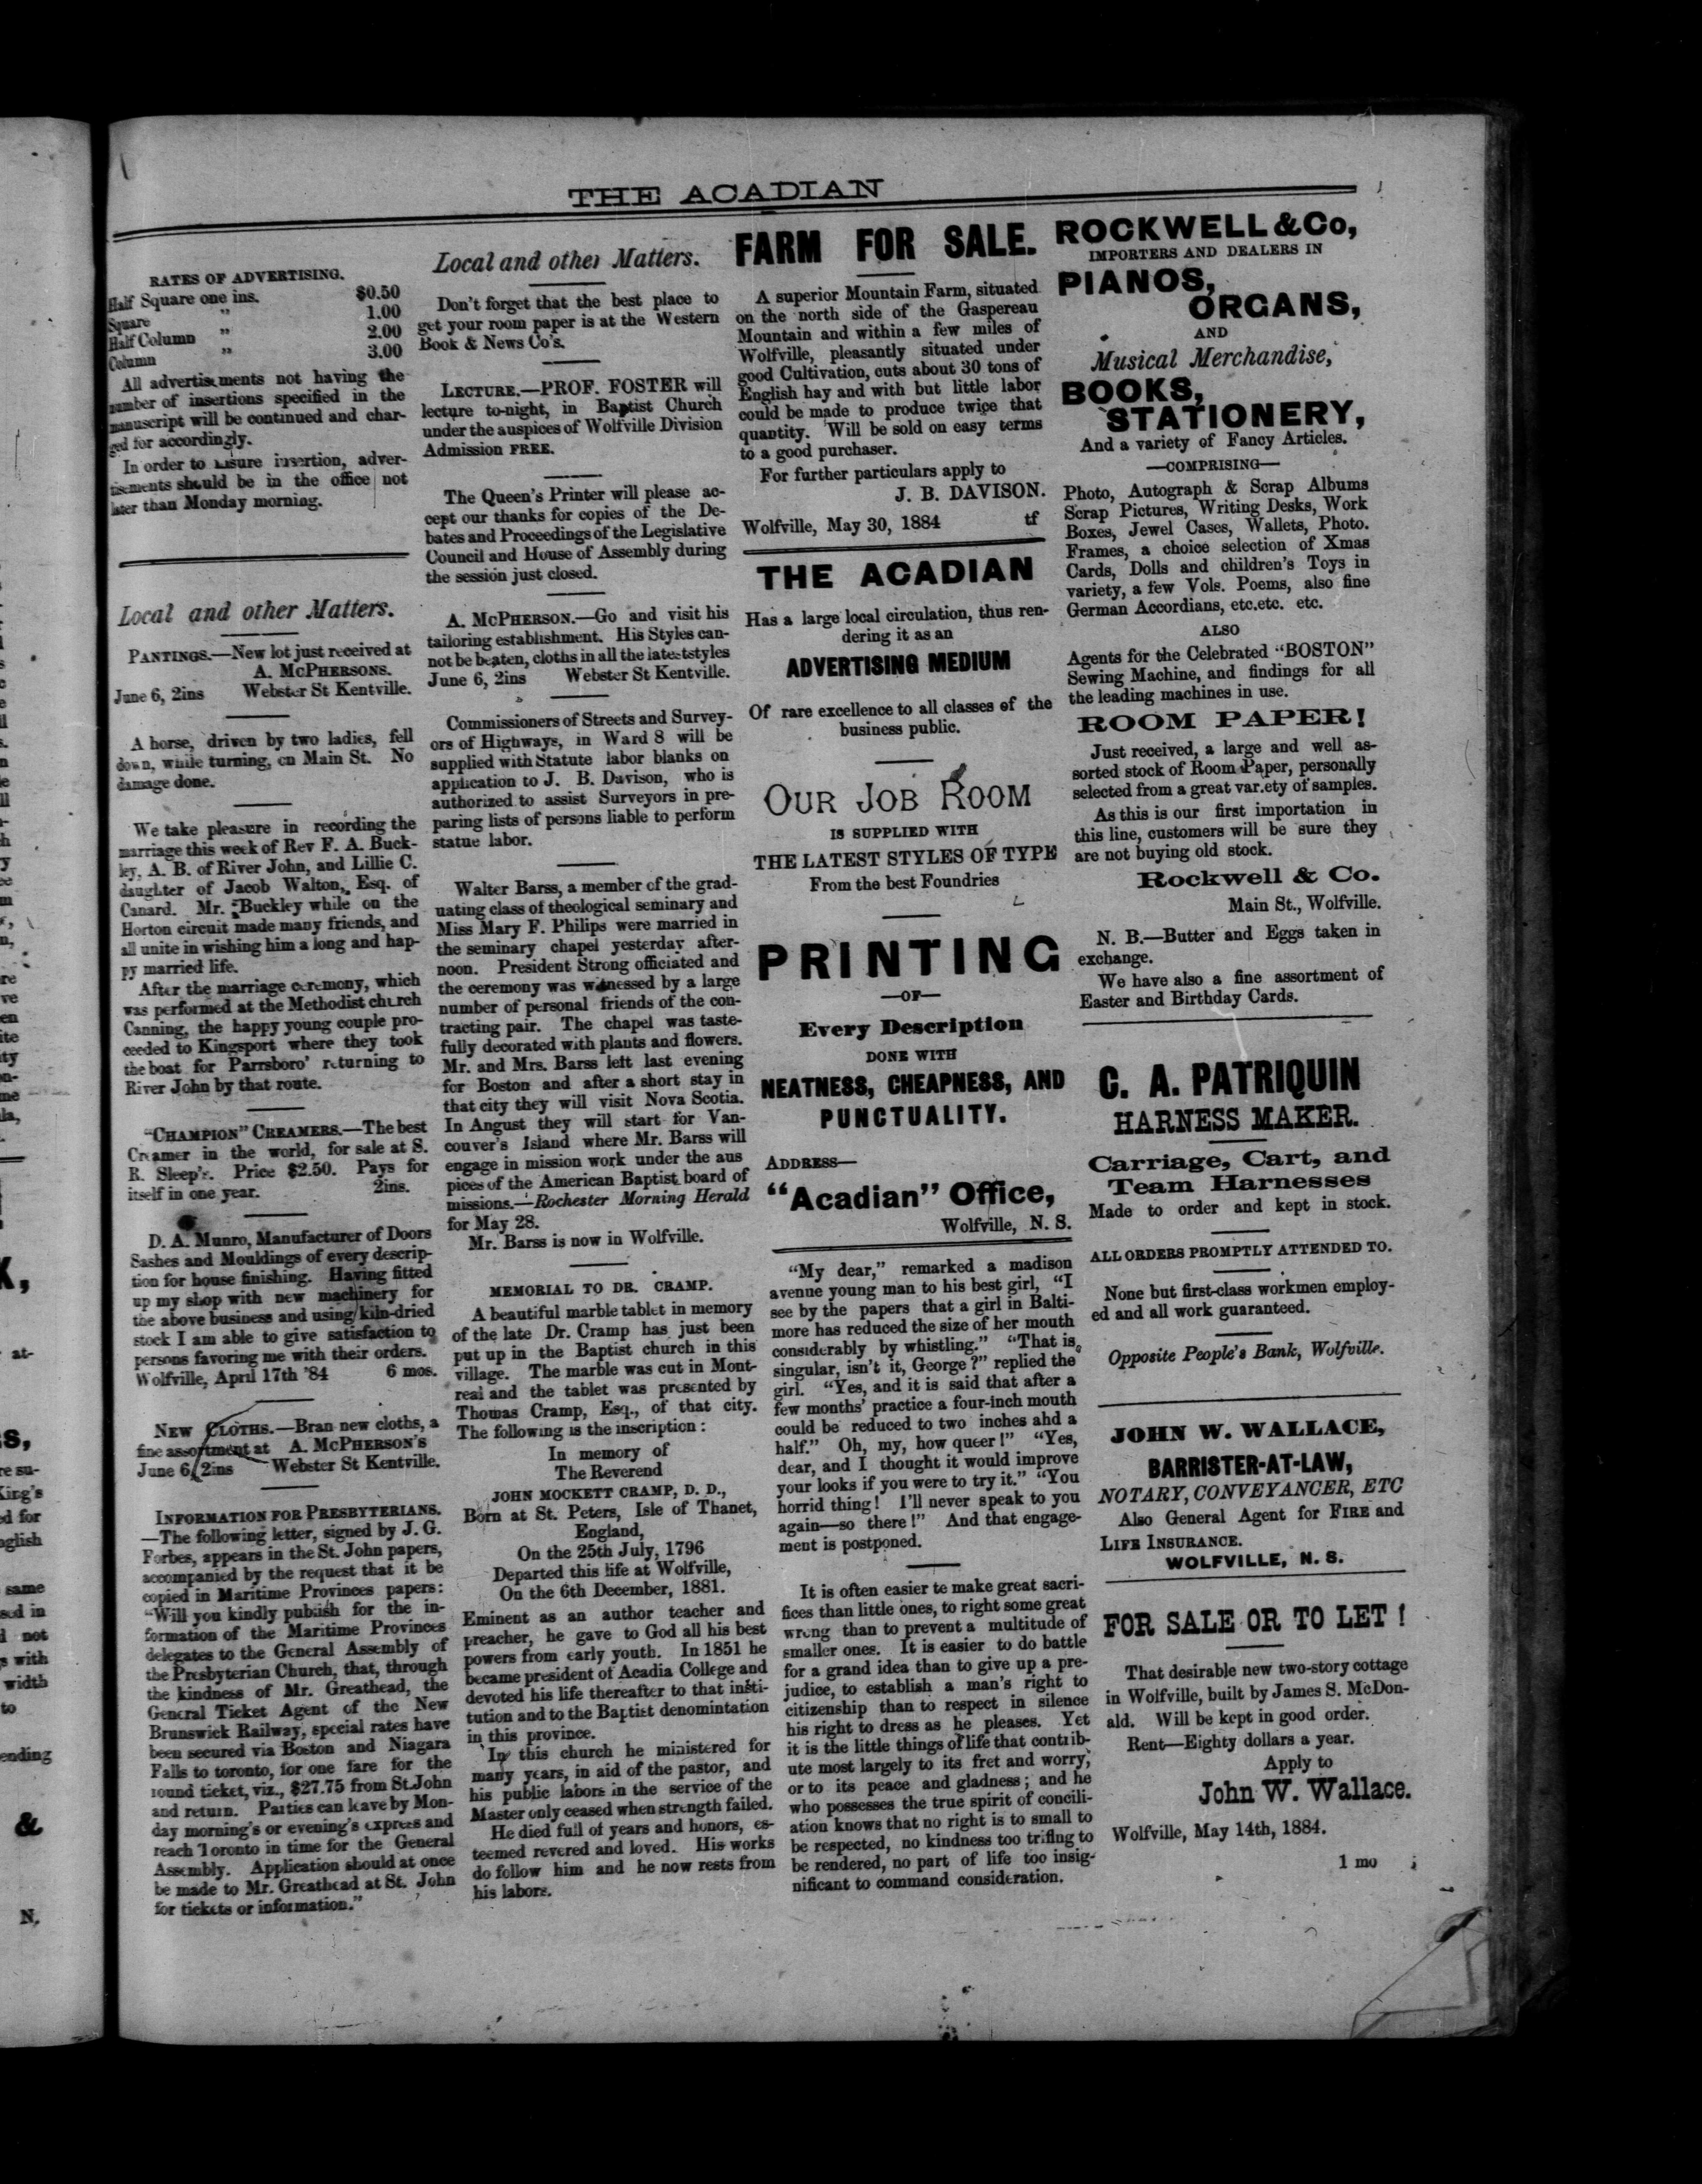 THE ACADIAN
RATES OF ADVERTISING.
Half Square one ins. $0.50
Square " 1.00
Half Column " 2.00
Column " 3.00
All advertisements not having the
number of insertions specified in the
manuscript will be continued and char-
ged for accordingly.
In order to insure insertion, adver-
tisements should be in the office not
later than Monday morning.
Local and other Matters.
PANTINGS.—New lot just received at
A. McPHERSONS.
June 6, 2ins Webster St Kentville.
A horse, driven by two ladies, fell
down, while turning, on Main St. No
damage done.
We take pleasure in recording the
marriage this week of Rev F. A. Buck-
ley, A. B. of River John, and Lillie C.
daughter of Jacob Walton, Esq. of
Canard. Mr. Buckley while on the
Horton circuit made many friends, and
all unite in wishing him a long and hap-
py married life.
After the marriage ceremony, which
was performed at the Methodist church
Canning, the happy young couple pro-
ceeded to Kingsport where they took
the boat for Parrsboro' returning to
River John by that route.
"CHAMPION" CREAMERS.—The best
Creamer in the world, for sale at S.
R. Sleep's. Price $2.50. Pays for
itself in one year. 2ins.
D. A. Munro, Manufacturer of Doors
Sashes and Mouldings of every descrip-
tion for house finishing. Having fitted
up my shop with new machinery for
the above business and using kiln-dried
stock I am able to give satisfaction to
persons favoring me with their orders.
Wolfville, April 17th '84 6 mos.
NEW CLOTHS.—Bran new cloths, a
fine assortment at A. McPHERSON'S
June 6, 2ins Webster St Kentville.
INFORMATION FOR PRESBYTERIANS.
—The following letter, signed by J. G.
Forbes, appears in the St. John papers,
accompanied by the request that it be
copied in Maritime Provinces papers:
"Will you kindly publish for the in-
formation of the Maritime Provinces
delegates to the General Assembly of
the Presbyterian Church, that, through
the kindness of Mr. Greathead, the
General Ticket Agent of the New
Brunswick Railway, special rates have
been secured via Boston and Niagara
Falls to toronto, for one fare for the
round ticket, viz., $27.75 from St.John
and return. Parties can leave by Mon-
day morning's or evening's express and
reach Toronto in time for the General
Assembly. Application should at once
be made to Mr. Greathead at St. John
for tickets or information."
Local and other Matters.
Don't forget that the best place to
get your room paper is at the Western
Book & News Co's.
LECTURE.—PROF. FOSTER will
lecture to-night, in Baptist Church
under the auspices of Wolfville Division
Admission FREE.
The Queen's Printer will please ac-
cept our thanks for copies of the De-
bates and Proceedings of the Legislative
Council and House of Assembly during
the session just closed.
A. McPHERSON.—Go and visit his
tailoring establishment. His Styles can-
not be beaten, cloths in all the lateststyles
June 6, 2ins Webster St Kentville.
Commissioners of Streets and Survey-
ors of Highways, in Ward 8 will be
supplied with Statute labor blanks on
application to J. B. Davison, who is
authorized to assist Surveyors in pre-
paring lists of persons liable to perform
statue labor.
Walter Barss, a member of the grad-
uating class of theological seminary and
Miss Mary F. Philips were married in
the seminary chapel yesterday after-
noon. President Strong officiated and
the ceremony was witnessed by a large
number of personal friends of the con-
tracting pair. The chapel was taste-
fully decorated with plants and flowers.
Mr. and Mrs. Barss left last evening
for Boston and after a short stay in
that city they will visit Nova Scotia.
In Angust they will start for Van-
couver's Island where Mr. Barss will
engage in mission work under the aus
pices of the American Baptist board of
missions.—Rochester Morning Herald
for May 28.
Mr. Barss is now in Wolfville.
MEMORIAL TO DR. CRAMP.
A beautiful marble tablet in memory
of the late Dr. Cramp has just been
put up in the Baptist church in this
village. The marble was cut in Mont-
real and the tablet was presented by
Thomas Cramp, Esq., of that city.
The following is the inscription:
In memory of
The Reverend
JOHN MOCKETT CRAMP, D. D.,
Born at St. Peters, Isle of Thanet,
England,
On the 25th July, 1796
Departed this life at Wolfville,
On the 6th December, 1881.
Eminent as an author teacher and
preacher, he gave to God all his best
powers from early youth. In 1851 he
became president of Acadia College and
devoted his life thereafter to that insti-
tution and to the Baptist denomintation
in this province.
In this church he ministered for
many years, in aid of the pastor, and
his public labors in the service of the
Master only ceased when strength failed.
He died full of years and honors, es-
teemed revered and loved. His works
do follow him and he now rests from
his labors.
FARM FOR SALE.
A superior Mountain Farm, situated
on the north side of the Gaspereau
Mountain and within a few miles of
Wolfville, pleasantly situated under
good Cultivation, cuts about 30 tons of
English hay and with but little labor
could be made to produce twice that
quantity. Will be sold on easy terms
to a good purchaser.
For further particulars apply to
J. B. DAVISON.
Wolfville, May 30, 1884 tf
THE ACADIAN
Has a large local circulation, thus ren-
dering it as an
ADVERTISING MEDIUM
Of rare excellence to all classes of the
business public.
OUR JOB ROOM
IS SUPPLIED WITH
THE LATEST STYLES OF TYPE
From the best Foundries
PRINTING
—OF—
Every Description
DONE WITH
NEATNESS, CHEAPNESS, AND
PUNCTUALITY.
ADDRESS—
"Acadian" Office,
Wolfville, N. S.
"My dear," remarked a madison
avenue young man to his best girl, "I
see by the papers that a girl in Balti-
more has reduced the size of her mouth
considerably by whistling." "That is
singular, isn't it, George?" replied the
girl. "Yes, and it is said that after a
few months' practice a four-inch mouth
could be reduced to two inches ahd a
half." Oh, my, how queer!" "Yes,
dear, and I thought it would improve
your looks if you were to try it." "You
horrid thing! I'll never speak to you
again—so there!" And that engage-
ment is postponed.
It is often easier te make great sacri-
fices than little ones, to right some great
wrong than to prevent a multitude of
smaller ones. It is easier to do battle
for a grand idea than to give up a pre-
judice, to establish a man's right to
citizenship than to respect in silence
his right to dress as he pleases. Yet
it is the little things of life that contrib-
ute most largely to its fret and worry,
or to its peace and gladness; and he
who possesses the true spirit of concili-
ation knows that no right is to small to
be respected, no kindness too triflng to
be rendered, no part of life too insig-
nificant to command consideration.
ROCKWELL & Co,
IMPORTERS AND DEALERS IN
PIANOS,
ORGANS,
AND
Musical Merchandise,
BOOKS,
STATIONERY,
And a variety of Fancy Articles.
—COMPRISING—
Photo, Autograph & Scrap Albums
Scrap Pictures, Writing Desks, Work
Boxes, Jewel Cases, Wallets, Photo.
Frames, a choice selection of Xmas
Cards, Dolls and children's Toys in
variety, a few Vols. Poems, also fine
German Accordians, etc.etc. etc.
ALSO
Agents for the Celebrated "BOSTON"
Sewing Machine, and findings for all
the leading machines in use.
ROOM PAPER!
Just received, a large and well as-
sorted stock of Room Paper, personally
selected from a great variety of samples.
As this is our first importation in
this line, customers will be sure they
are not buying old stock.
Rockwell & Co.
Main St., Wolfville.
N. B.—Butter and Eggs taken in
exchange.
We have also a fine assortment of
Easter and Birthday Cards.
C. A. PATRIQUIN
HARNESS MAKER.
Carriage, Cart, and
Team Harnesses
Made to order and kept in stock.
ALL ORDERS PROMPTLY ATTENDED TO.
None but first-class workmen employ-
ed and all work guaranteed.
Opposite People's Bank, Wolfville.
JOHN W. WALLACE,
BARRISTER-AT-LAW,
NOTARY, CONVEYANCER, ETC
Also General Agent for FIRE and
LIFE INSURANCE.
WOLFVILLE, N. S.
FOR SALE OR TO LET!
That desirable new two-story cottage
in Wolfville, built by James S. McDon-
ald. Will be kept in good order.
Rent—Eighty dollars a year.
Apply to
John W. Wallace.
Wolfville, May 14th, 1884.
1 mo